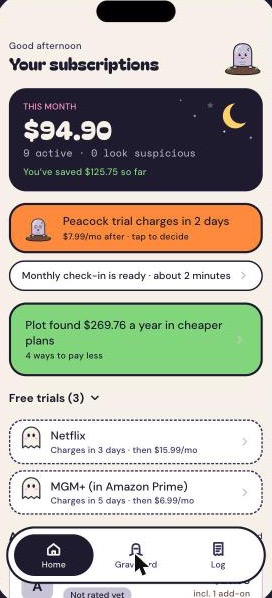 Good afternoon
Your subscriptions
THIS MONTH
$94.90
9 active · 0 look suspicious
You've saved $125.75 so far
Peacock trial charges in 2 days
$7.99/mo after · tap to decide
Monthly check-in is ready · about 2 minutes
Plot found $269.76 a year in cheaper
plans
4 ways to pay less
Free trials (3)
Netflix
Charges in 3 days · then $15.99/mo
MGM+ (in Amazon Prime)
Charges in 5 days · then $6.99/mo
Home
Log
A
Not rated yet
incl. 1 add-on